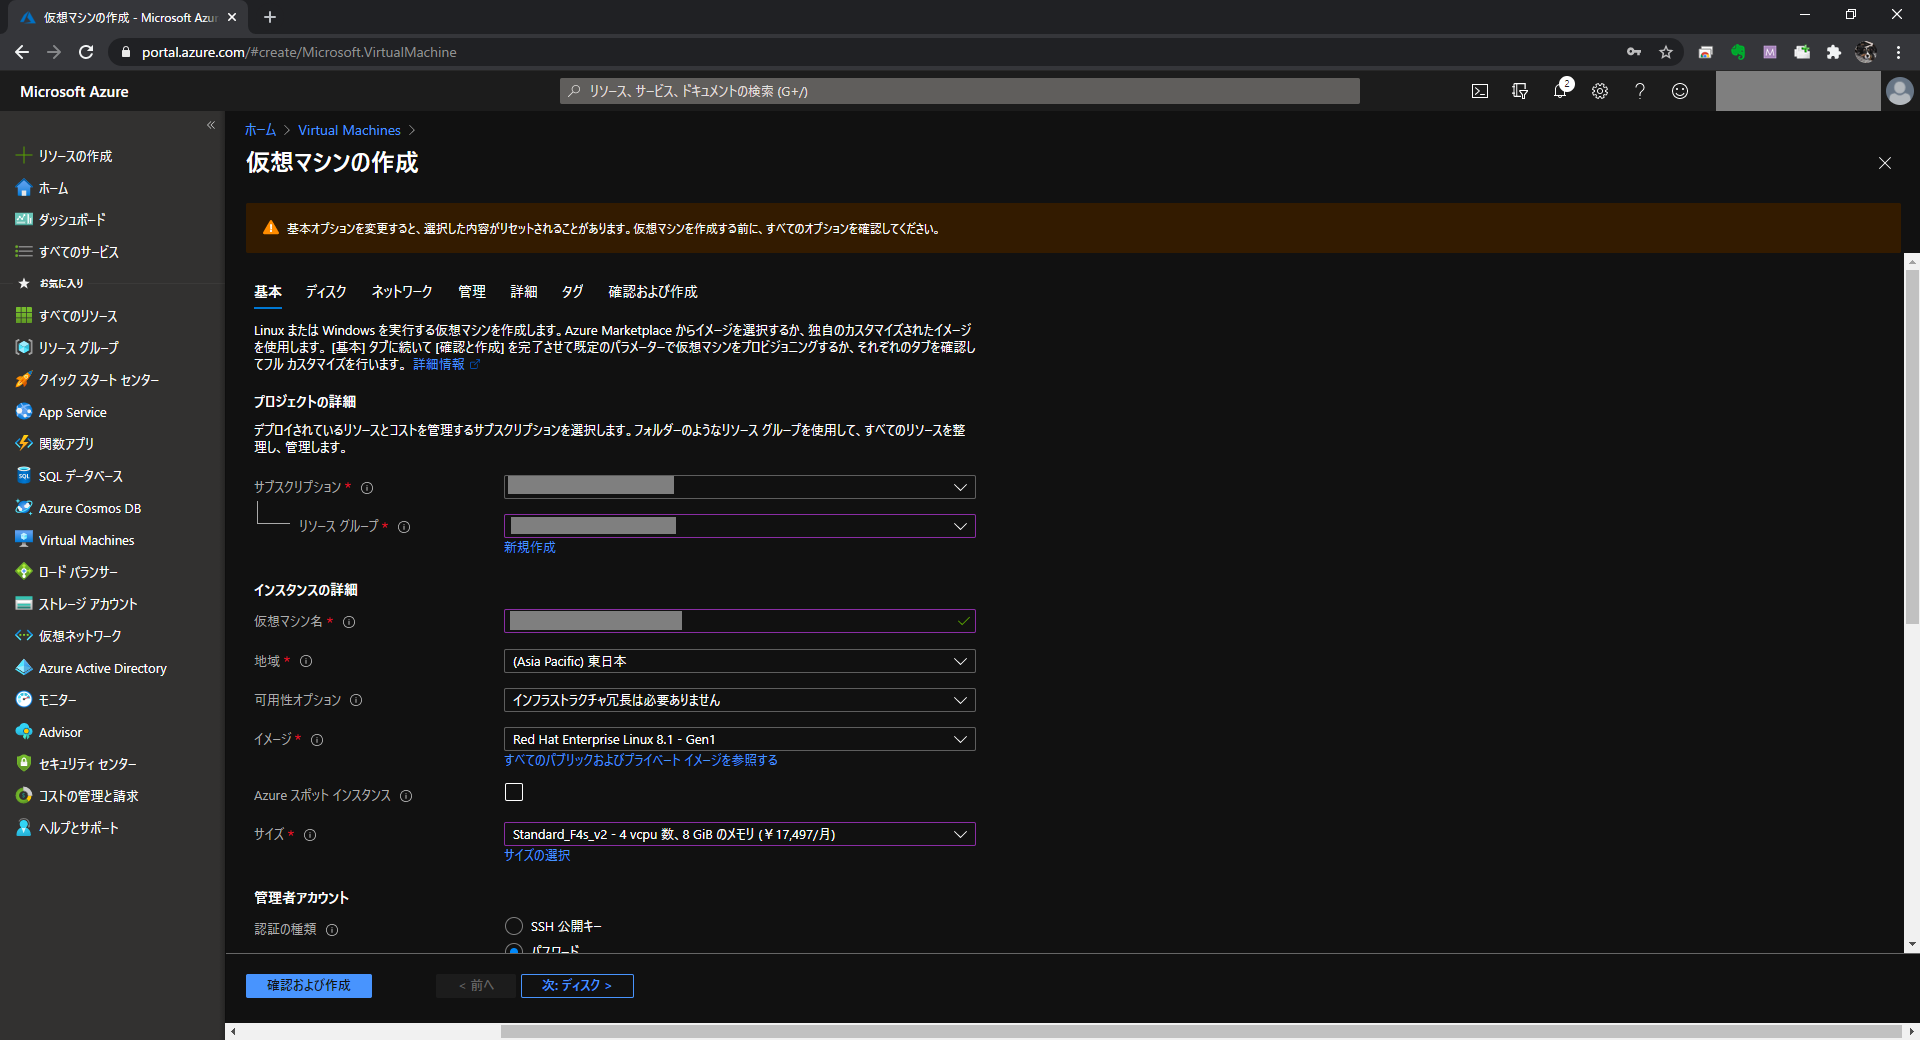 仮想マシンの作成 - Microsoft Azur
portal.azure.com/#create/Microsoft.VirtualMachine
Microsoft Azure
リソース、サービス、ドキュメントの検索 (G+/)
2
リソースの作成
ホーム
ダッシュボード
すべてのサービス
お気に入り
すべてのリソース
リソース グループ
クイック スタート センター
App Service
関数アプリ
SQL データベース
Azure Cosmos DB
Virtual Machines
ロード バランサー
ストレージ アカウント
仮想ネットワーク
Azure Active Directory
モニター
Advisor
セキュリティ センター
コストの管理と請求
ヘルプとサポート
ホーム > Virtual Machines >
仮想マシンの作成
基本オプションを変更すると、選択した内容がリセットされることがあります。仮想マシンを作成する前に、すべてのオプションを確認してください。
基本 ディスク ネットワーク 管理 詳細 タグ 確認および作成
Linux または Windows を実行する仮想マシンを作成します。Azure Marketplace からイメージを選択するか、独自のカスタマイズされたイメージ
を使用します。 [基本] タブに続いて [確認と作成] を完了させて既定のパラメーターで仮想マシンをプロビジョニングするか、それぞれのタブを確認し
てフル カスタマイズを行います。 詳細情報
プロジェクトの詳細
デプロイされているリソースとコストを管理するサブスクリプションを選択します。フォルダーのようなリソース グループを使用して、すべてのリソースを整
理し、管理します。
サブスクリプション *
リソース グループ *
新規作成
インスタンスの詳細
仮想マシン名 *
地域 * (Asia Pacific) 東日本
可用性オプション インフラストラクチャ冗長は必要ありません
イメージ * Red Hat Enterprise Linux 8.1 - Gen1
すべてのパブリックおよびプライベート イメージを参照する
Azure スポット インスタンス
サイズ * Standard_F4s_v2 - 4 vcpu 数、8 GiB のメモリ (￥17,497/月)
サイズの選択
管理者アカウント
認証の種類 SSH 公開キー
パスワード
確認および作成 < 前へ 次: ディスク >